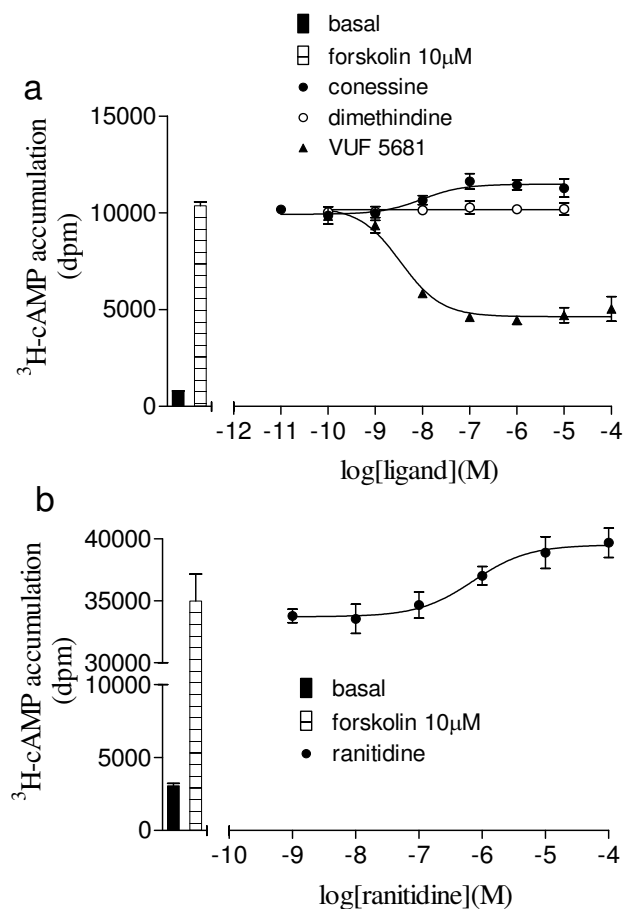 basal
forskolin 10μM
conessine
dimethindine
VUF 5681
a
15000
10000
5000
0
³H-cAMP accumulation
(dpm)
-12 -11 -10 -9 -8 -7 -6 -5 -4
log[ligand](M)
b
40000
35000
30000
10000
5000
0
³H-cAMP accumulation
(dpm)
basal
forskolin 10μM
ranitidine
-10 -9 -8 -7 -6 -5 -4
log[ranitidine](M)